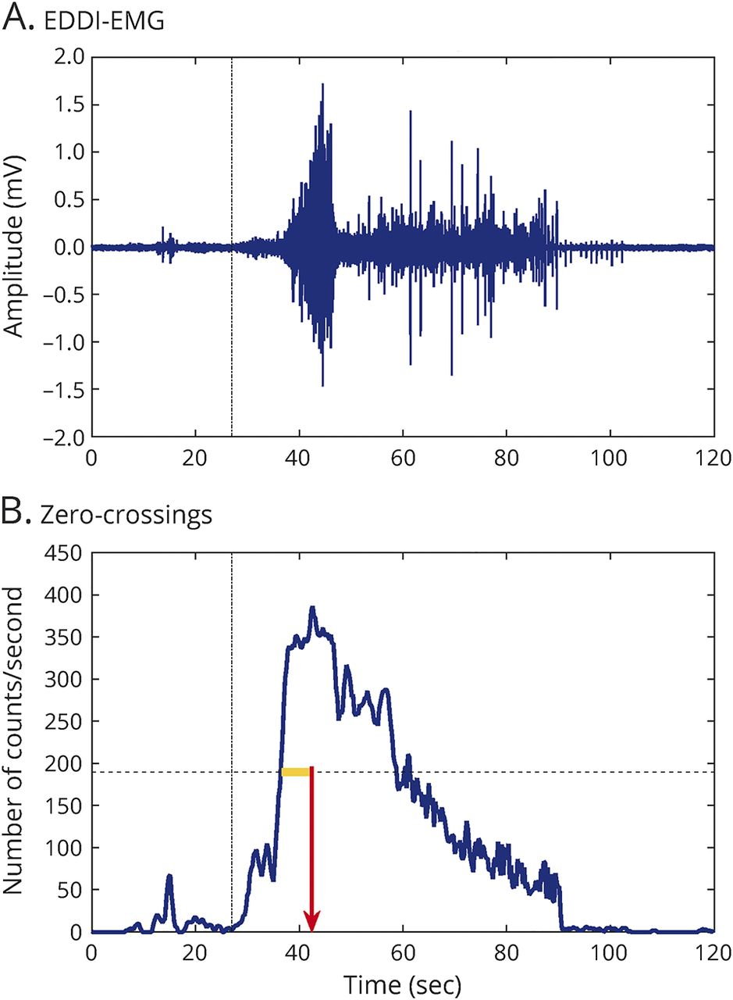 A. EDDI-EMG
Amplitude (mV)
2.0
1.5
1.0
0.5
0.0
–0.5
–1.0
–1.5
–2.0
0 20 40 60 80 100 120
B. Zero-crossings
Number of counts/second
450
400
350
300
250
200
150
100
50
0
0 20 40 60 80 100 120
Time (sec)